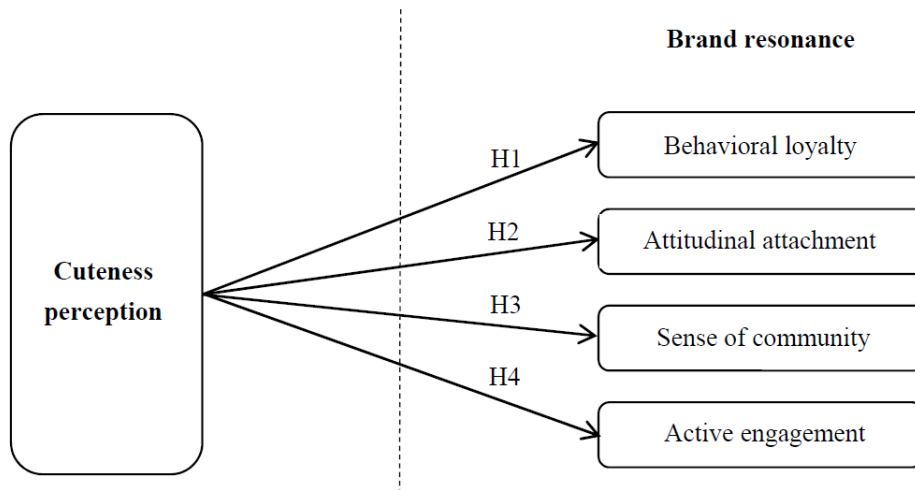 Brand resonance
Behavioral loyalty
H1
Attitudinal attachment
H2
Cuteness
perception
H3
Sense of community
H4
Active engagement